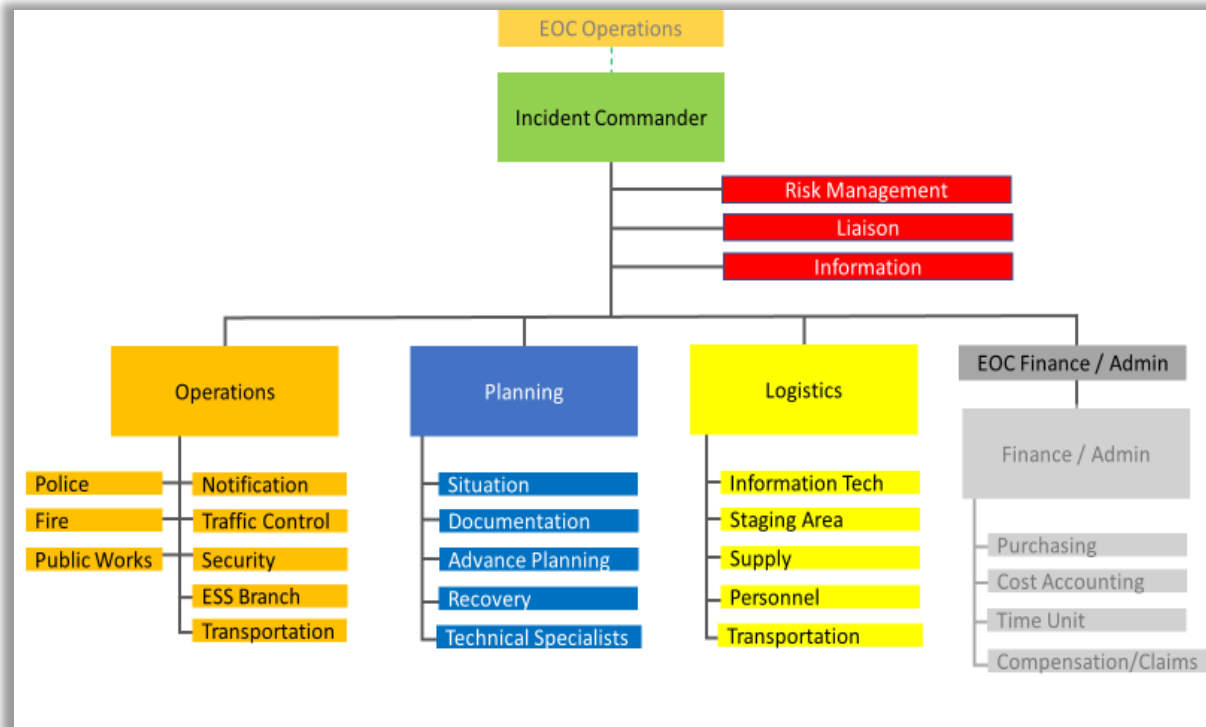 EOC Operations
Incident Commander
Risk Management
Liaison
Information
Operations
Planning
Logistics
EOC Finance / Admin
Finance / Admin
Police
Fire
Public Works
Notification
Traffic Control
Security
ESS Branch
Transportation
Situation
Documentation
Advance Planning
Recovery
Technical Specialists
Information Tech
Staging Area
Supply
Personnel
Transportation
Purchasing
Cost Accounting
Time Unit
Compensation/Claims